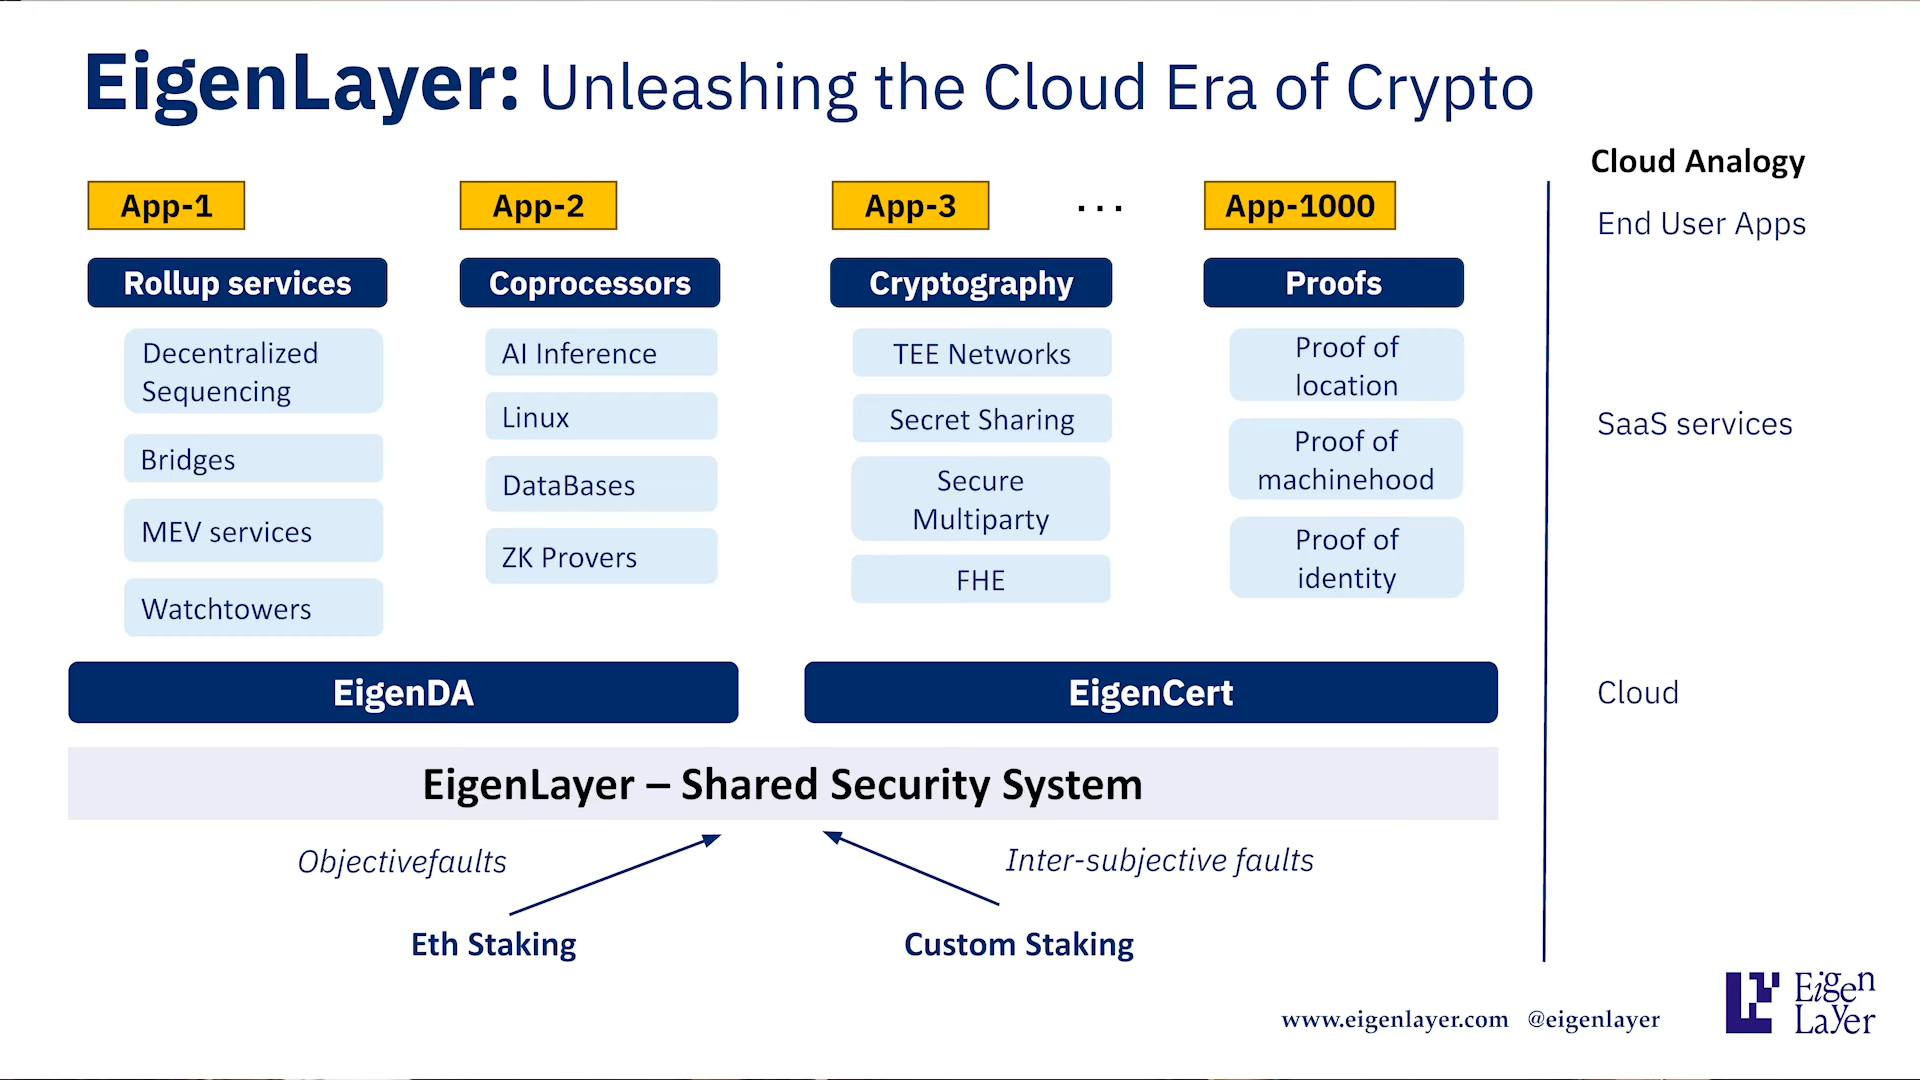 EigenLayer: Unleashing the Cloud Era of Crypto
Cloud Analogy
App-1
App-2
App-3
...
App-1000
End User Apps
Rollup services
Decentralized
Sequencing
Bridges
MEV services
Watchtowers
Coprocessors
AI Inference
Linux
DataBases
ZK Provers
Cryptography
TEE Networks
Secret Sharing
Secure
Multiparty
FHE
Proofs
Proof of
location
Proof of
machinehood
Proof of
identity
SaaS services
EigenDA
EigenCert
Cloud
EigenLayer – Shared Security System
Objectivefaults
Inter-subjective faults
Eth Staking
Custom Staking
www.eigenlayer.com @eigenlayer
Eigen
Layer